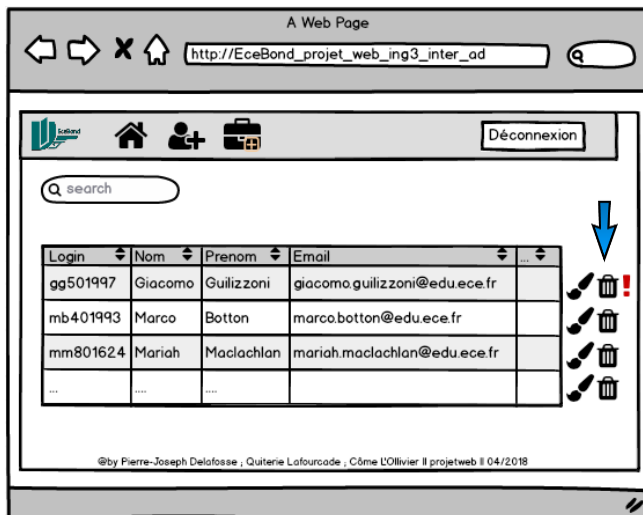 A Web Page
http://EceBond_projet_web_ing3_inter_ad
EceBond
Déconnexion
search
Login Nom Prenom Email ...
gg501997 Giacomo Guilizzoni giacomo.guilizzoni@edu.ece.fr
mb401993 Marco Botton marco.botton@edu.ece.fr
mm801624 Mariah Maclachlan mariah.maclachlan@edu.ece.fr
... .... ....
@by Pierre-Joseph Delafosse ; Quiterie Lafourcade ; Côme L'Ollivier II projetweb II 04/2018